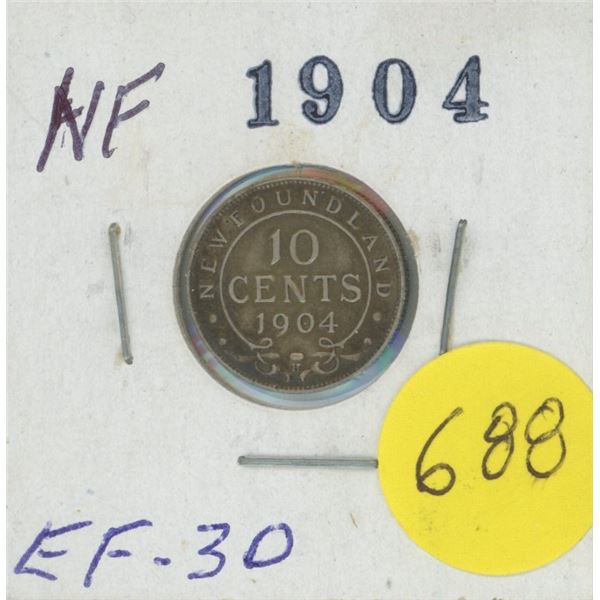 NF 1904
NEWFOUNDLAND
10
CENTS
1904
H
688
EF-30